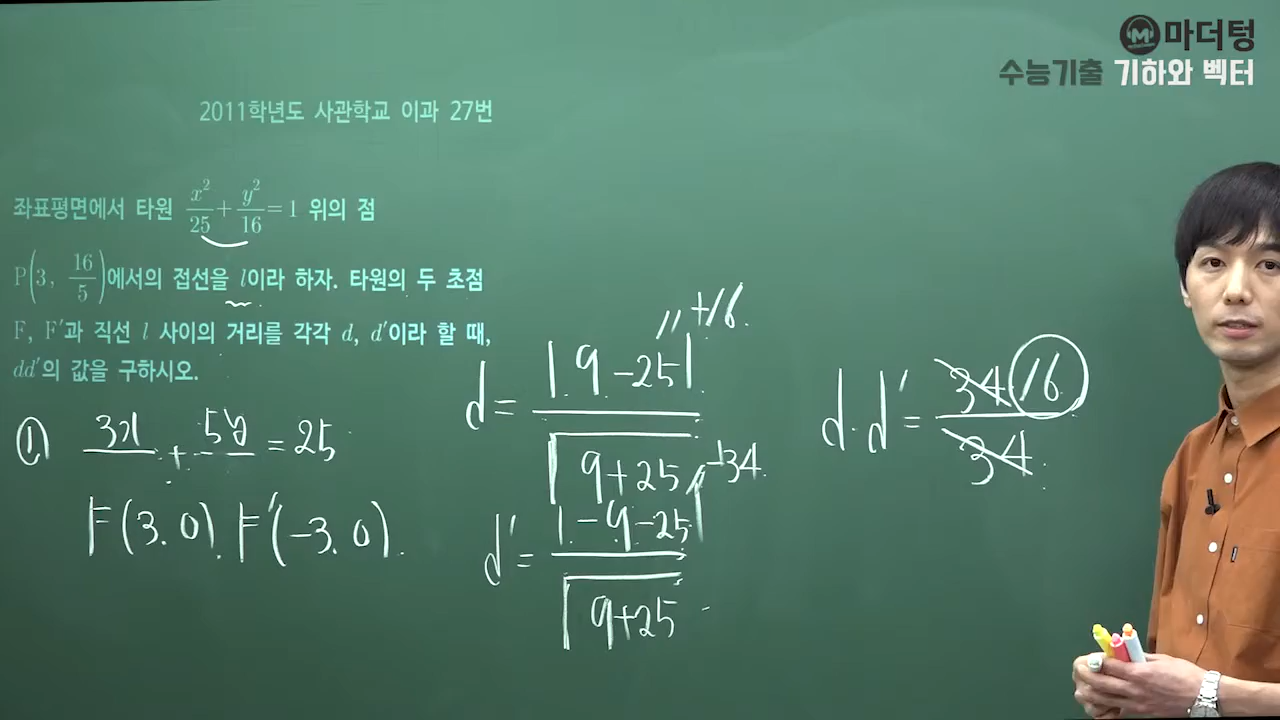 마더텅
수능기출 기하와 벡터
2011학년도 사관학교 이과 27번
좌표평면에서 타원 x²/25 + y²/16 = 1 위의 점
P(3, 16/5)에서의 접선을 l이라 하자. 타원의 두 초점
F, F′과 직선 l 사이의 거리를 각각 d, d′이라 할 때,
dd′의 값을 구하시오.
① 3x + 5y = 25
F(3. 0). F′(-3. 0).
d = |9-25| / √9+25
+16.
d′ = |-9-25| / √9+25
+34.
d·d′ = 34 16 / 34